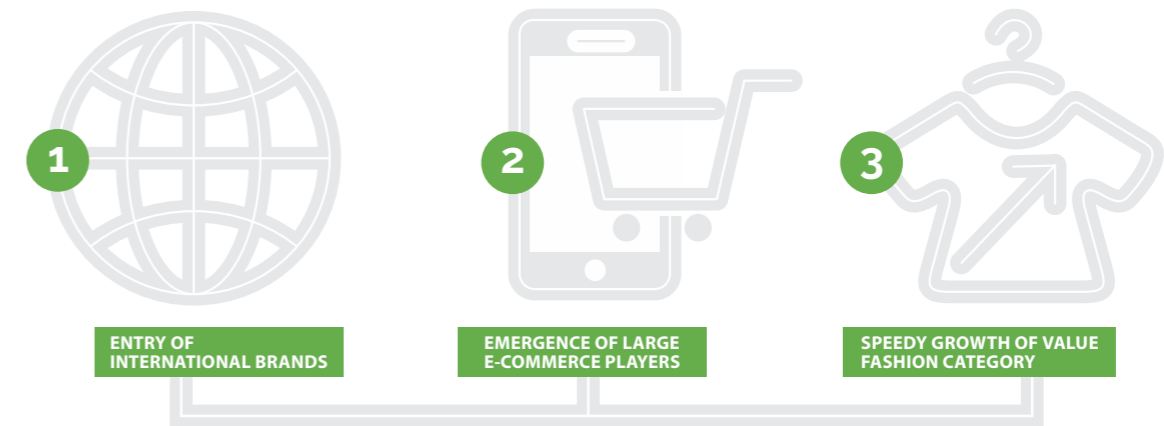 1
ENTRY OF
INTERNATIONAL BRANDS
2
EMERGENCE OF LARGE
E-COMMERCE PLAYERS
3
SPEEDY GROWTH OF VALUE
FASHION CATEGORY